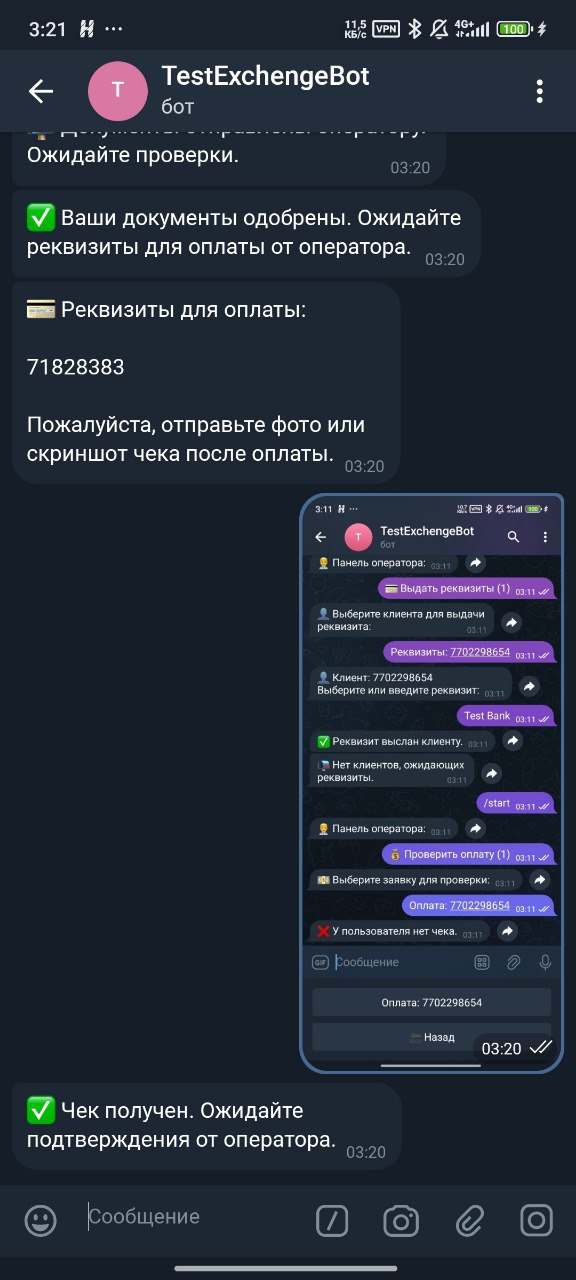 3:21
11,5 КБ/с VPN 4G+ 100
TestExchengeBot
бот
Ожидайте проверки.
03:20
✅ Ваши документы одобрены. Ожидайте
реквизиты для оплаты от оператора.
03:20
💳 Реквизиты для оплаты:
71828383
Пожалуйста, отправьте фото или
скриншот чека после оплаты.
03:20
3:11
VPN 4G+ 100
TestExchengeBot
бот
Панель оператора: 03:11
💳 Выдать реквизиты (1) 03:11
👤 Выберите клиента для выдачи
реквизита: 03:11
Реквизиты: 7702298654 03:11
👤 Клиент: 7702298654
Выберите или введите реквизит: 03:11
Test Bank 03:11
✅ Реквизит выслан клиенту. 03:11
Нет клиентов, ожидающих
реквизиты. 03:11
/start 03:11
Панель оператора: 03:11
💰 Проверить оплату (1) 03:11
Выберите заявку для проверки: 03:11
Оплата: 7702298654 03:11
❌ У пользователя нет чека. 03:11
GIF Сообщение
Оплата: 7702298654
Назад
03:20
✅ Чек получен. Ожидайте
подтверждения от оператора.
03:20
Сообщение